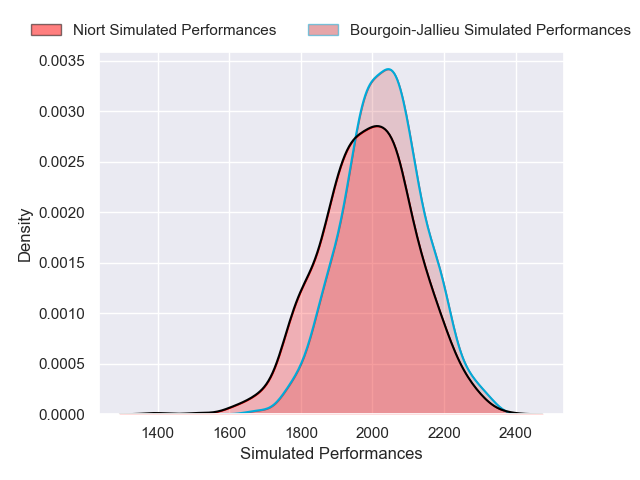 Niort Simulated Performances
Bourgoin-Jallieu Simulated Performances
0.0035
0.0030
0.0025
0.0020
0.0015
0.0010
0.0005
0.0000
Density
1400 1600 1800 2000 2200 2400
Simulated Performances